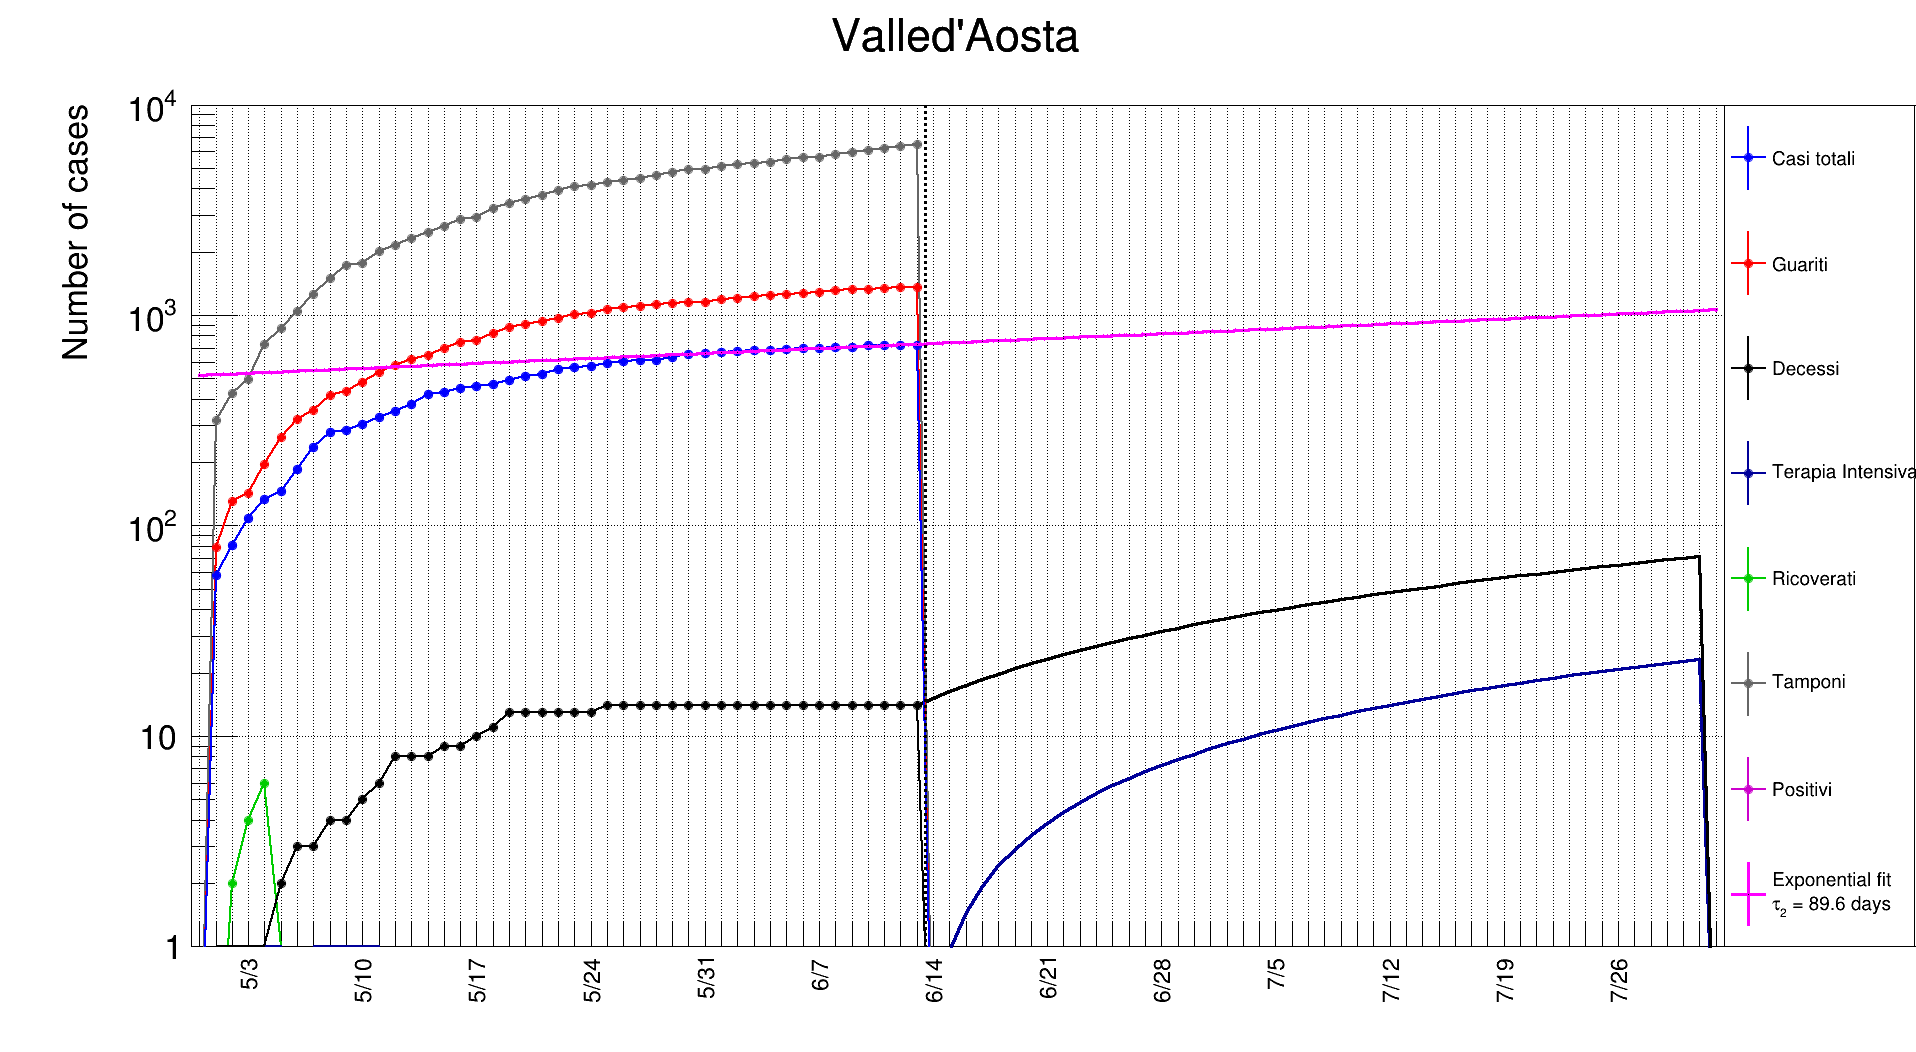 Valled'Aosta
Number of cases
10^4
10^3
10^2
10
1
5/3
5/10
5/17
5/24
5/31
6/7
6/14
6/21
6/28
7/5
7/12
7/19
7/26
Casi totali
Guariti
Decessi
Terapia Intensiva
Ricoverati
Tamponi
Positivi
Exponential fit
τ_2 = 89.6 days